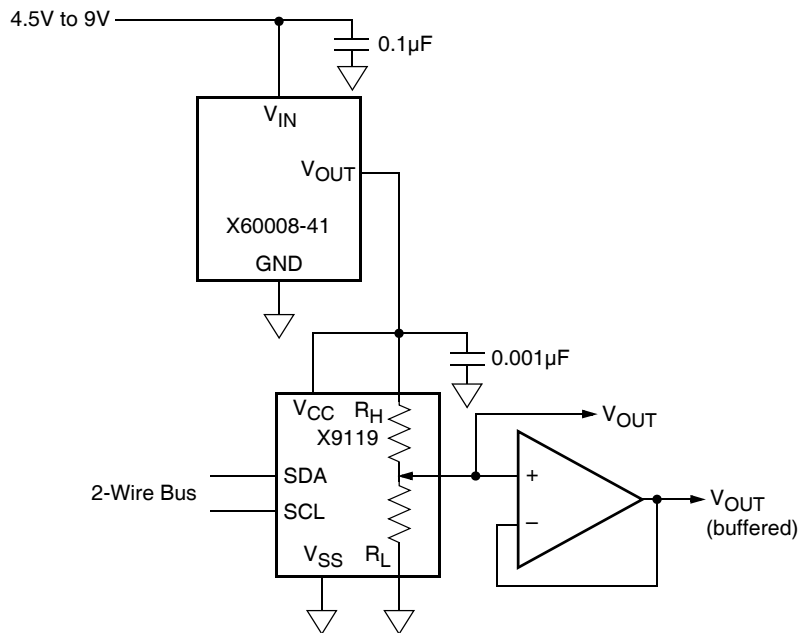 4.5V to 9V
0.1µF
VIN
VOUT
X60008-41
GND
0.001µF
VCC
RH
X9119
VOUT
SDA
2-Wire Bus
SCL
+
–
VOUT
(buffered)
VSS
RL